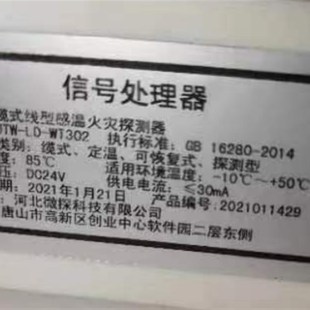 信号处理器
缆式线型感温火灾探测器
JTW-LD-WT302 执行标准：GB 16280-2014
类别：缆式、定温、可恢复式、探测型
度：85℃ 适用环境温度：-10℃～+50℃
压：DC24V 供电电流：≤30mA
：2021年1月21日 产品编号：2021011429
：河北微探科技有限公司
唐山市高新区创业中心软件园二层东侧